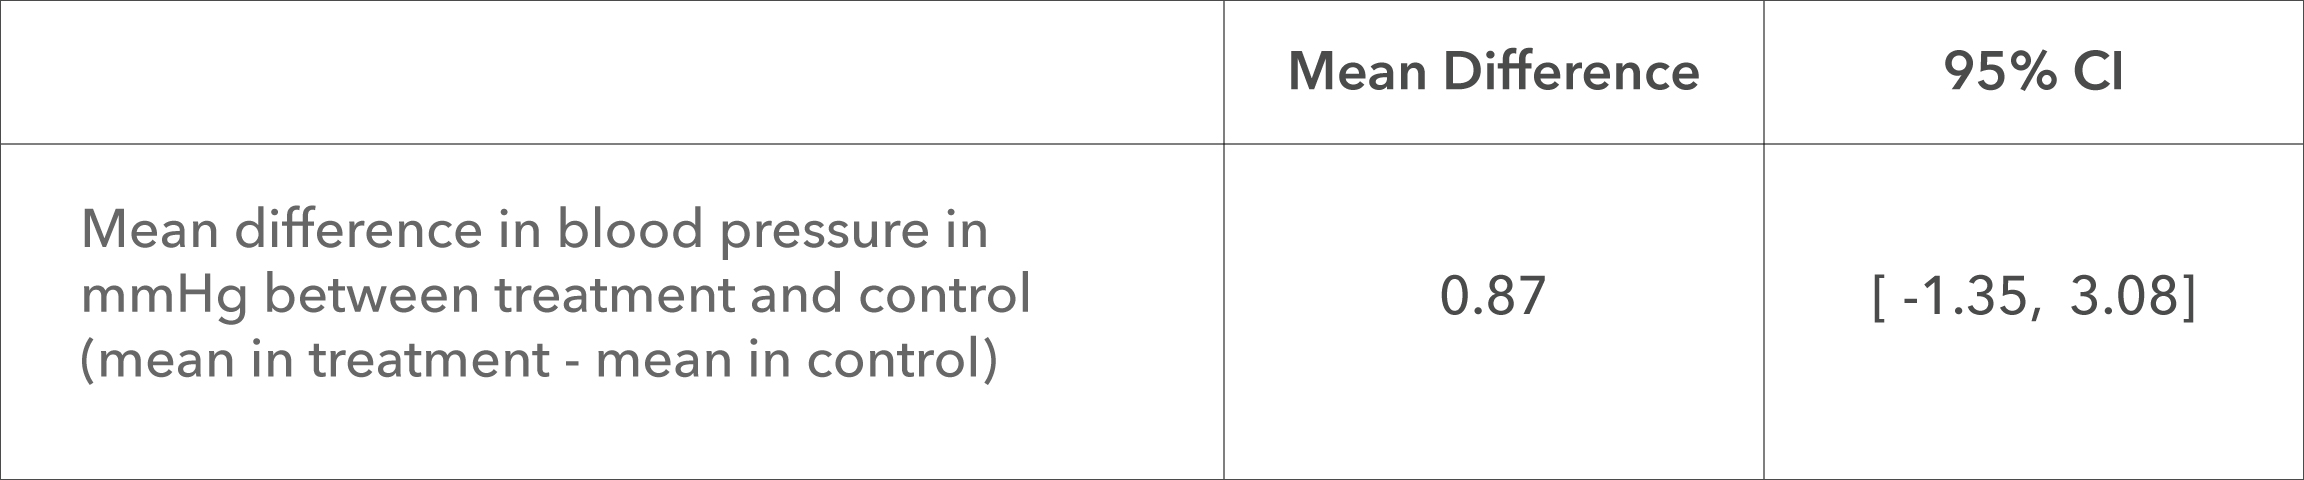 Mean Difference
95% CI
Mean difference in blood pressure in
mmHg between treatment and control
(mean in treatment - mean in control)
0.87
[ -1.35, 3.08]